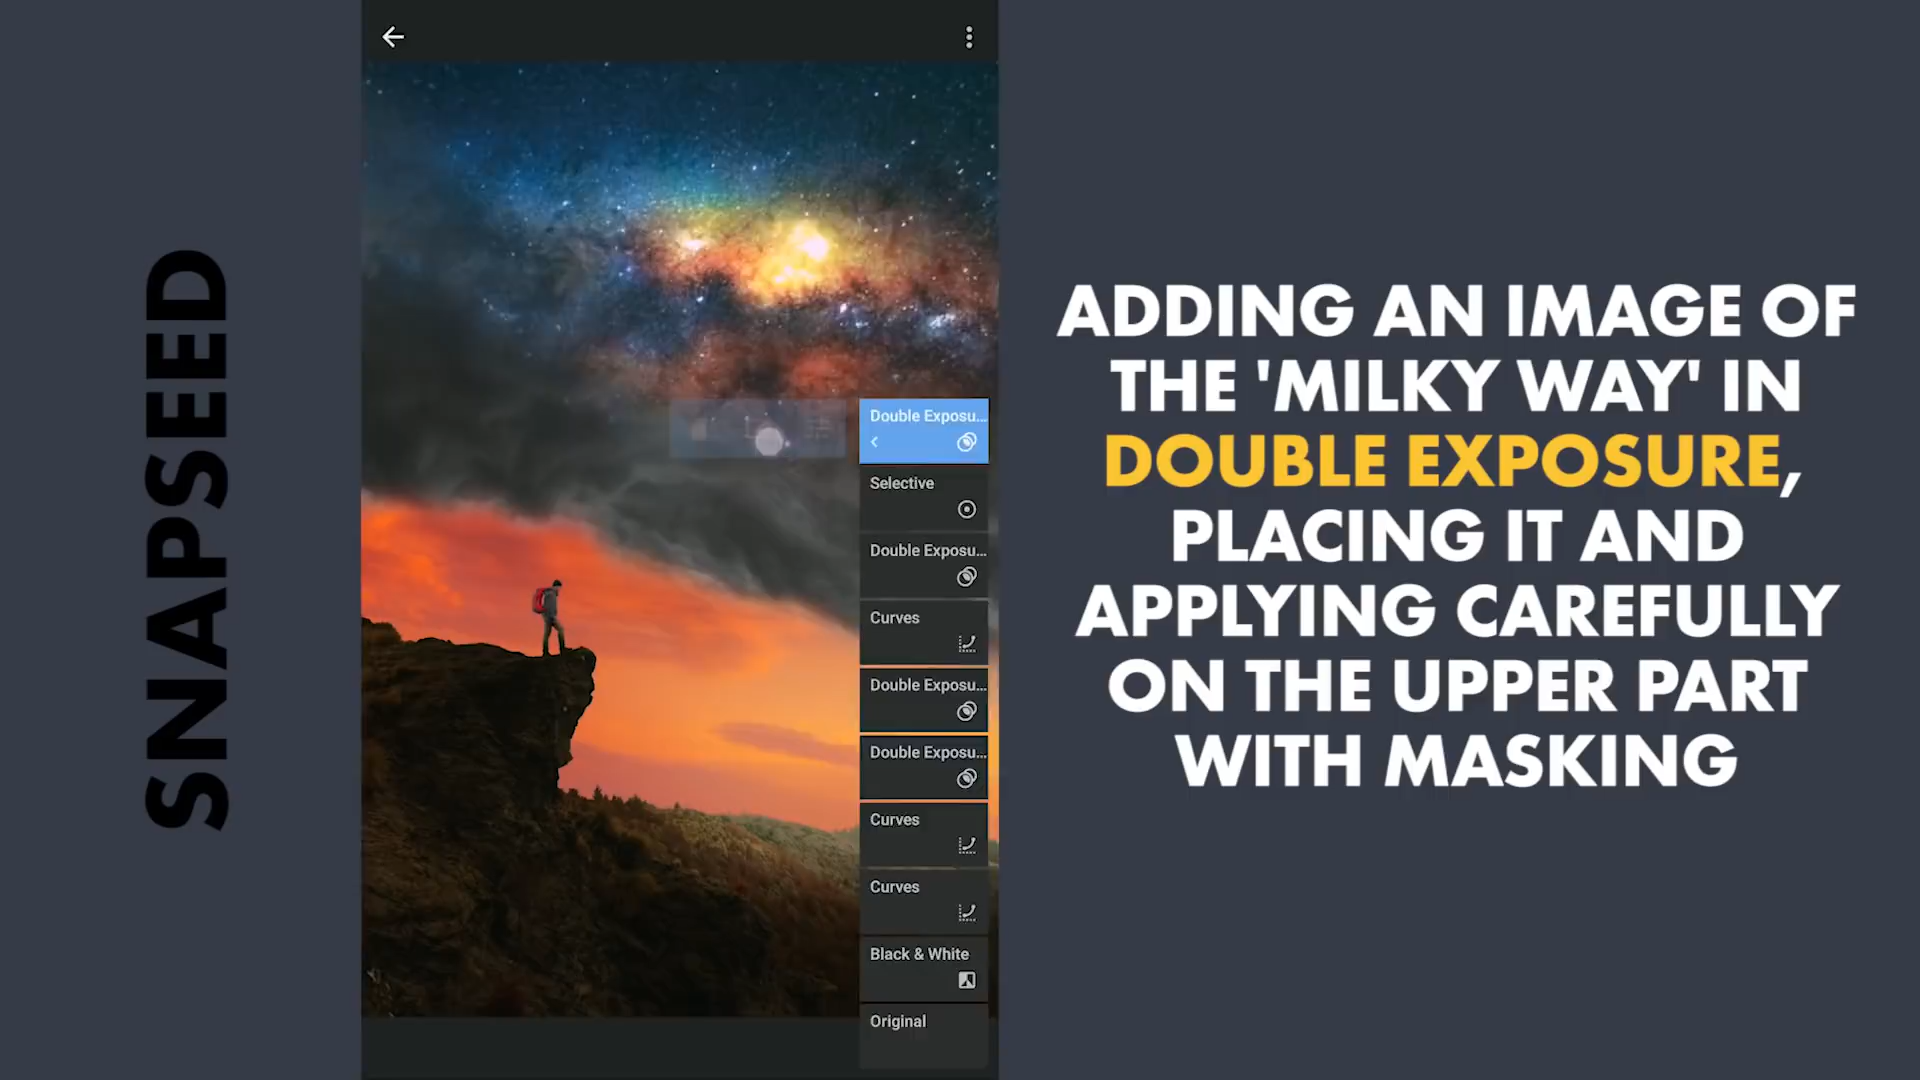 SNAPSEED
Double Exposu...
Selective
Double Exposu...
Curves
Double Exposu...
Double Exposu...
Curves
Curves
Black & White
Original
ADDING AN IMAGE OF
THE 'MILKY WAY' IN
DOUBLE EXPOSURE,
PLACING IT AND
APPLYING CAREFULLY
ON THE UPPER PART
WITH MASKING